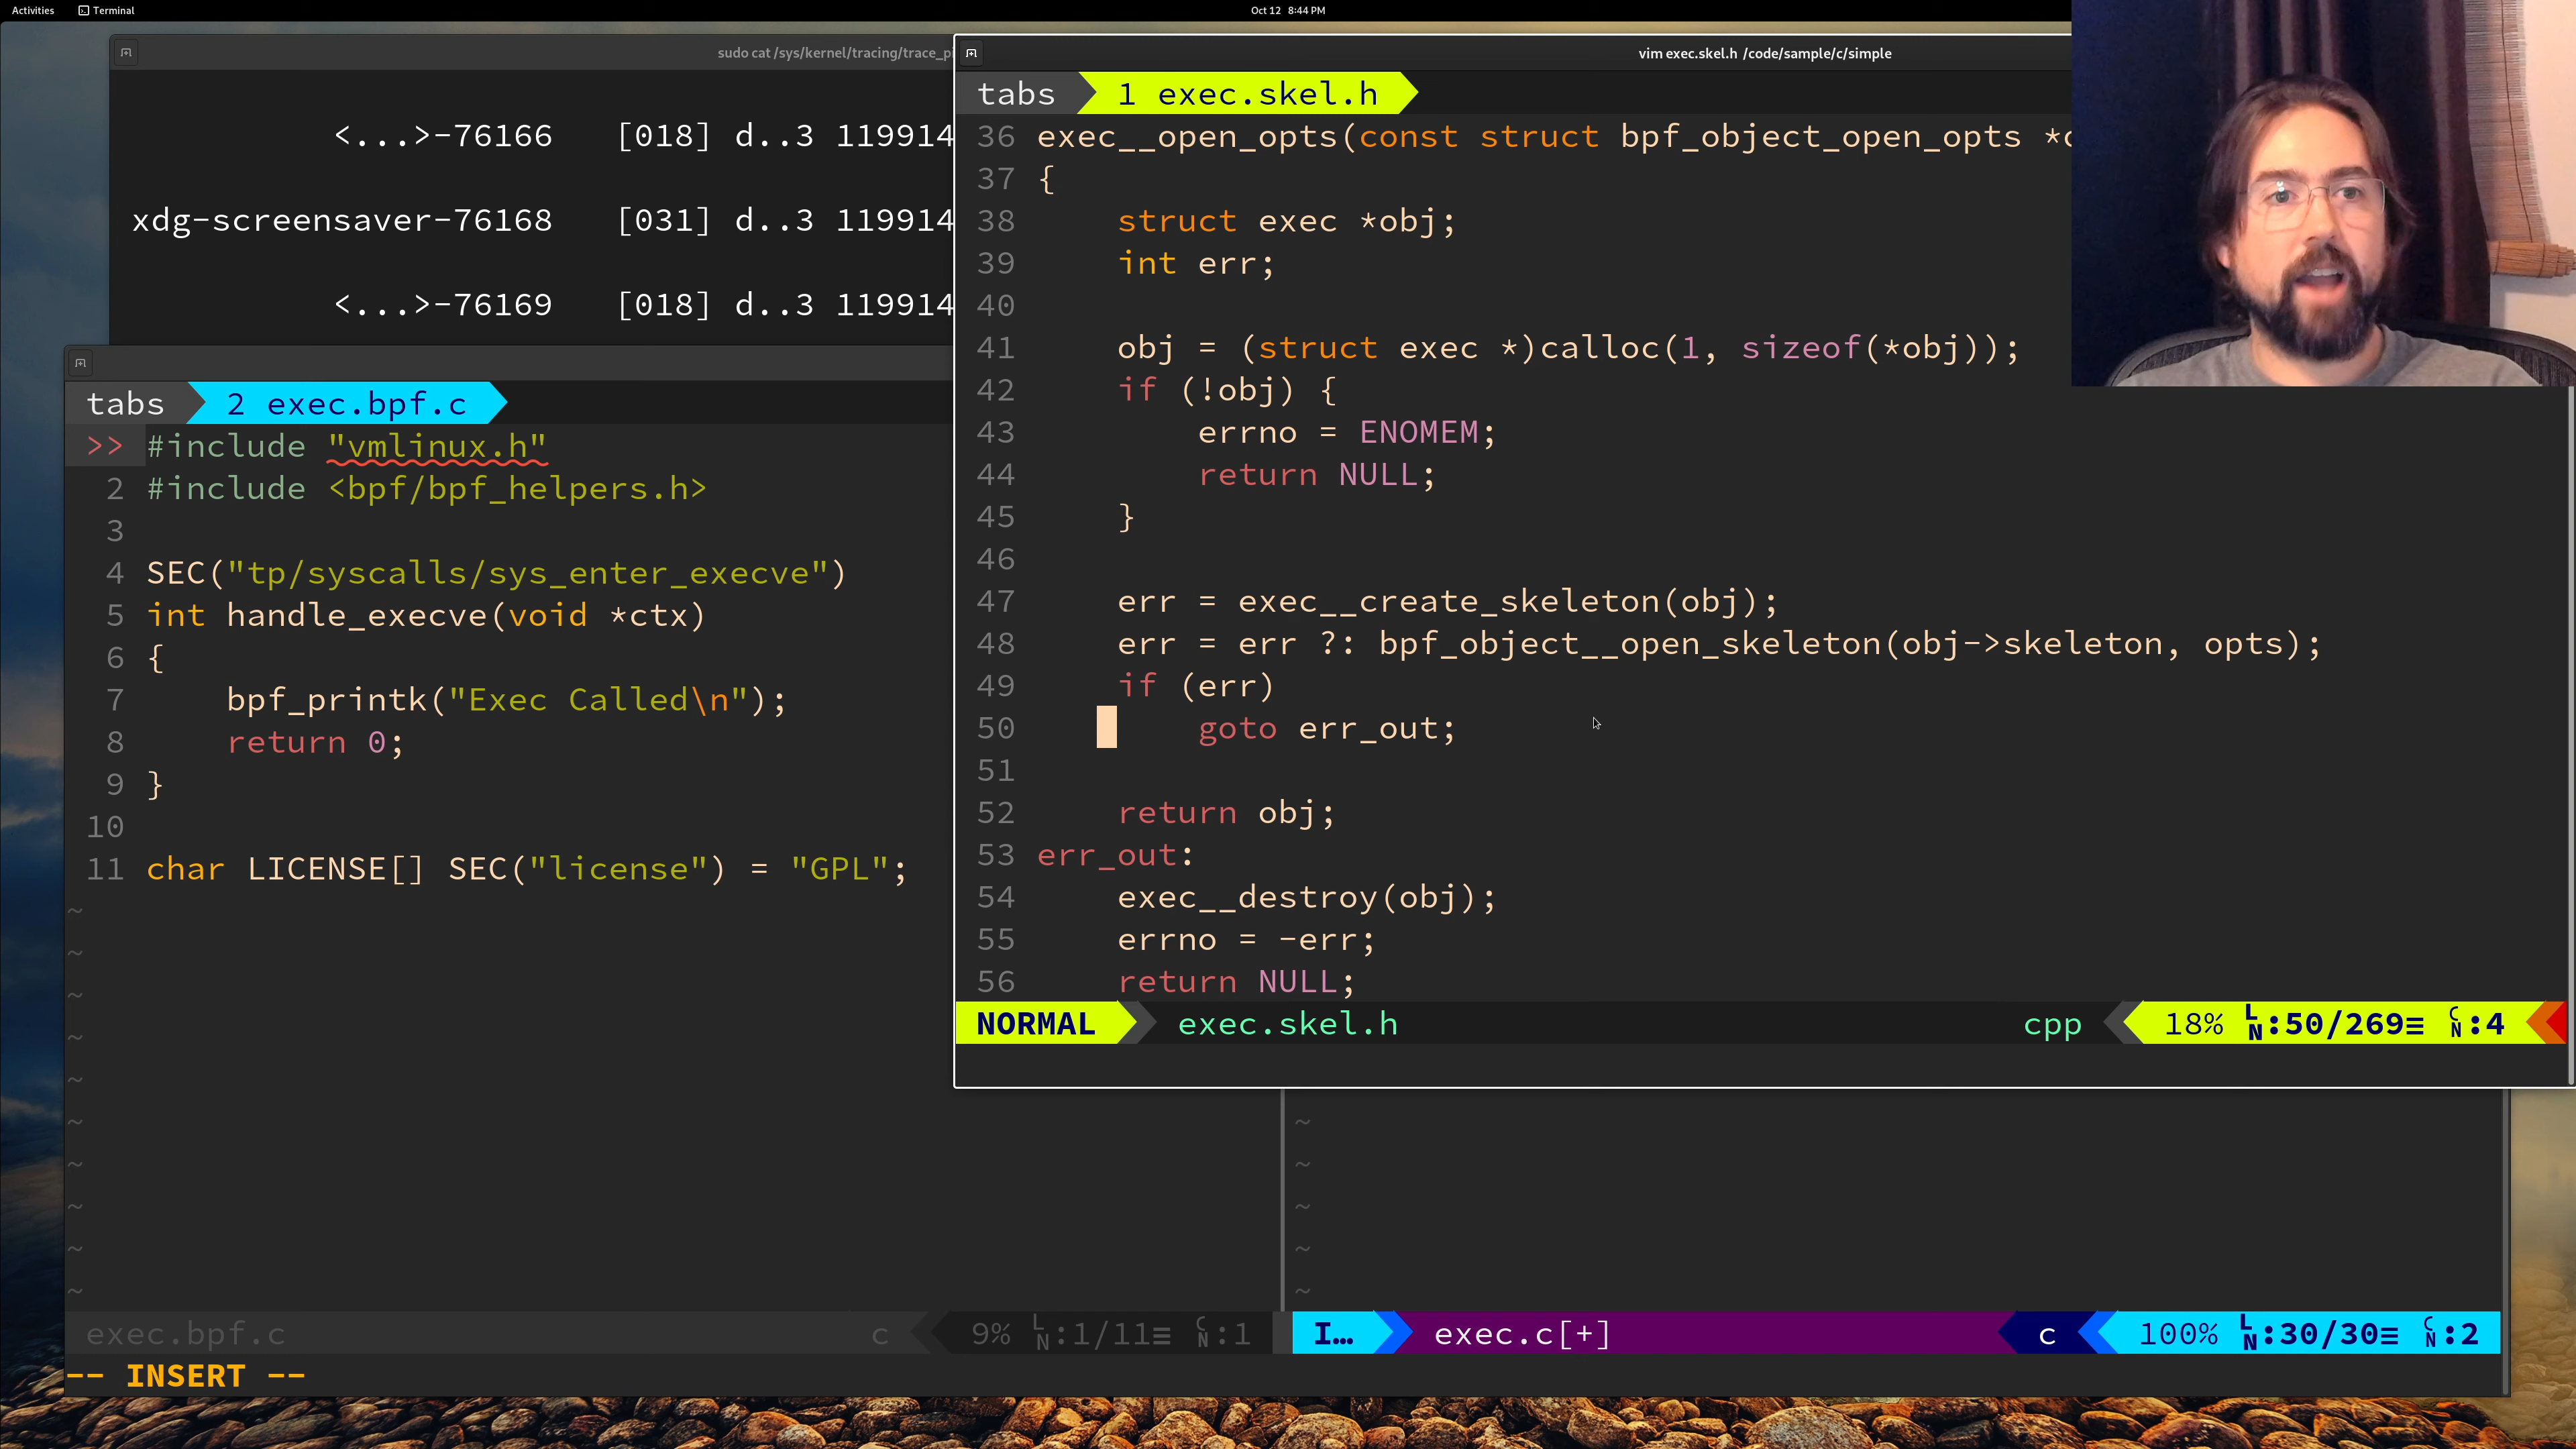 Activities
Terminal
Oct 12 8:44 PM
sudo cat /sys/kernel/tracing/trace_p
<...>-76166 [018] d..3 119914
xdg-screensaver-76168 [031] d..3 119914
<...>-76169 [018] d..3 119914
tabs 2 exec.bpf.c
>> #include "vmlinux.h"
2 #include <bpf/bpf_helpers.h>
3
4 SEC("tp/syscalls/sys_enter_execve")
5 int handle_execve(void *ctx)
6 {
7     bpf_printk("Exec Called\n");
8     return 0;
9 }
10
11 char LICENSE[] SEC("license") = "GPL";
~
~
~
~
~
~
~
~
~
~
exec.bpf.c c 9% LN:1/11≡ CN:1
-- INSERT --
vim exec.skel.h /code/sample/c/simple
tabs 1 exec.skel.h
36 exec__open_opts(const struct bpf_object_open_opts *
37 {
38     struct exec *obj;
39     int err;
40
41     obj = (struct exec *)calloc(1, sizeof(*obj));
42     if (!obj) {
43         errno = ENOMEM;
44         return NULL;
45     }
46
47     err = exec__create_skeleton(obj);
48     err = err ?: bpf_object__open_skeleton(obj->skeleton, opts);
49     if (err)
50         goto err_out;
51
52     return obj;
53 err_out:
54     exec__destroy(obj);
55     errno = -err;
56     return NULL;
NORMAL exec.skel.h cpp 18% LN:50/269≡ CN:4
~
~
~
~
~
I… exec.c[+] c 100% LN:30/30≡ CN:2